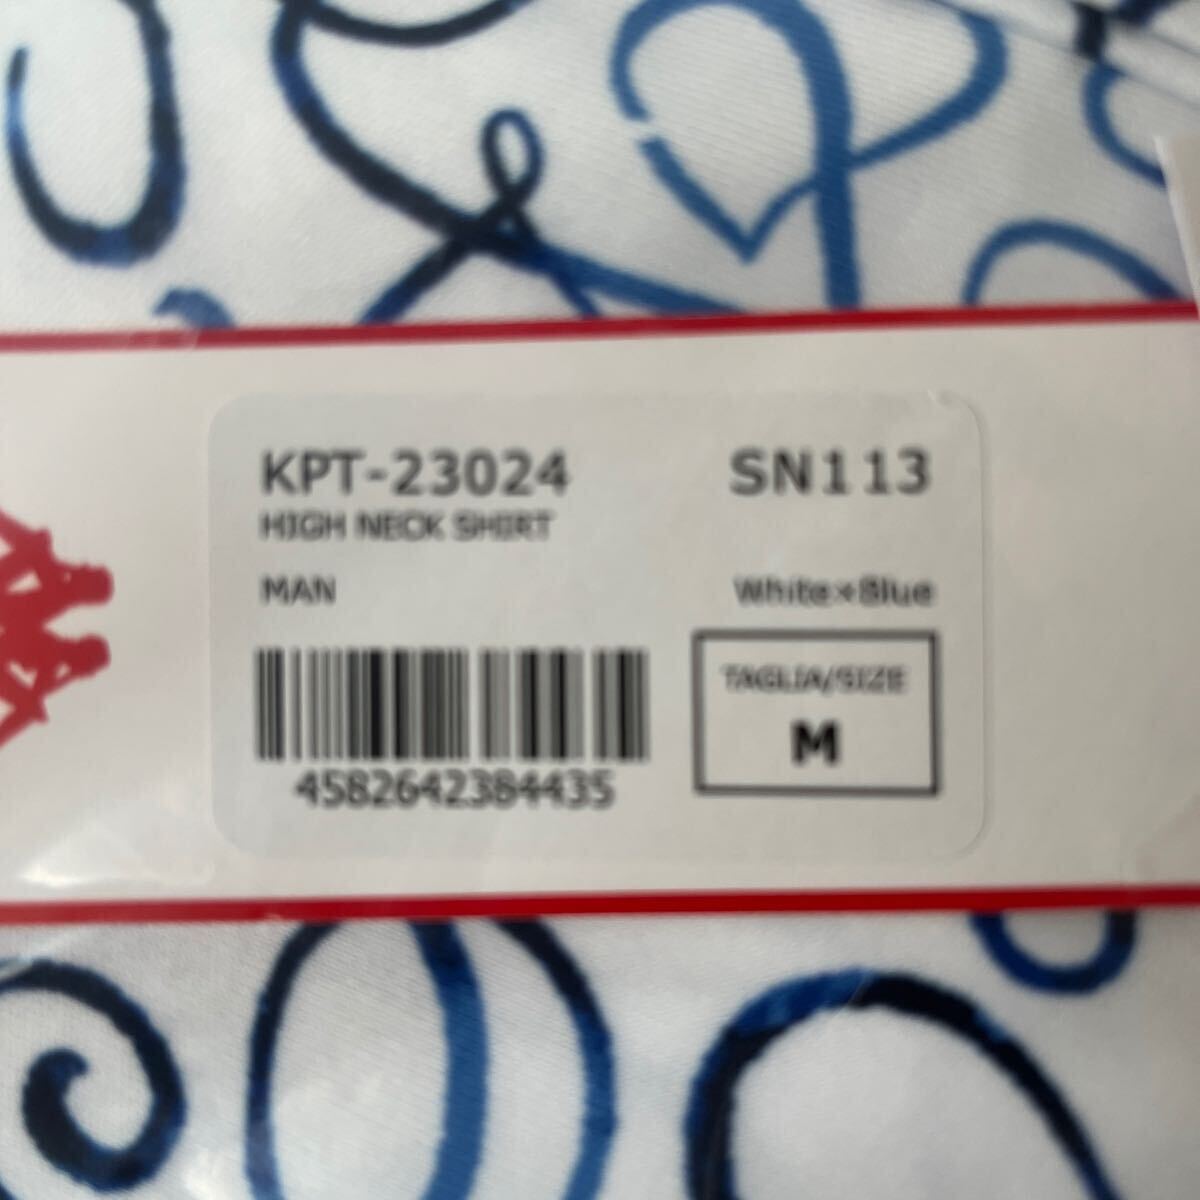 KPT-23024 SN113
HIGH NECK SHIRT
MAN White×Blue
TAGLIA/SIZE
M
4582642384435